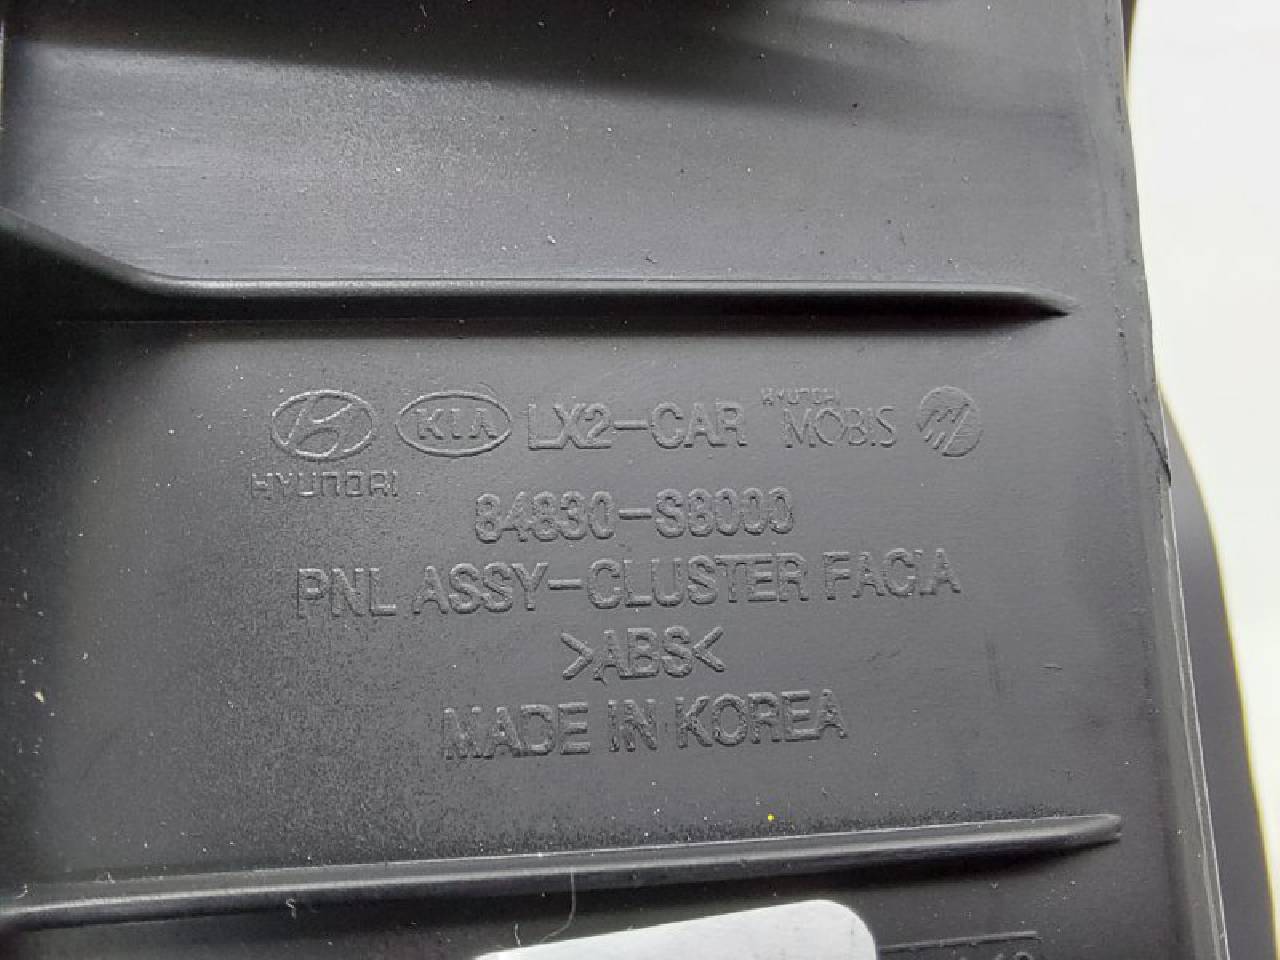 KIA LX2-CAR HYUNDAI MOBIS
HYUNDAI
84830-S8000
PNL ASSY-CLUSTER FACIA
>ABS<
MADE IN KOREA